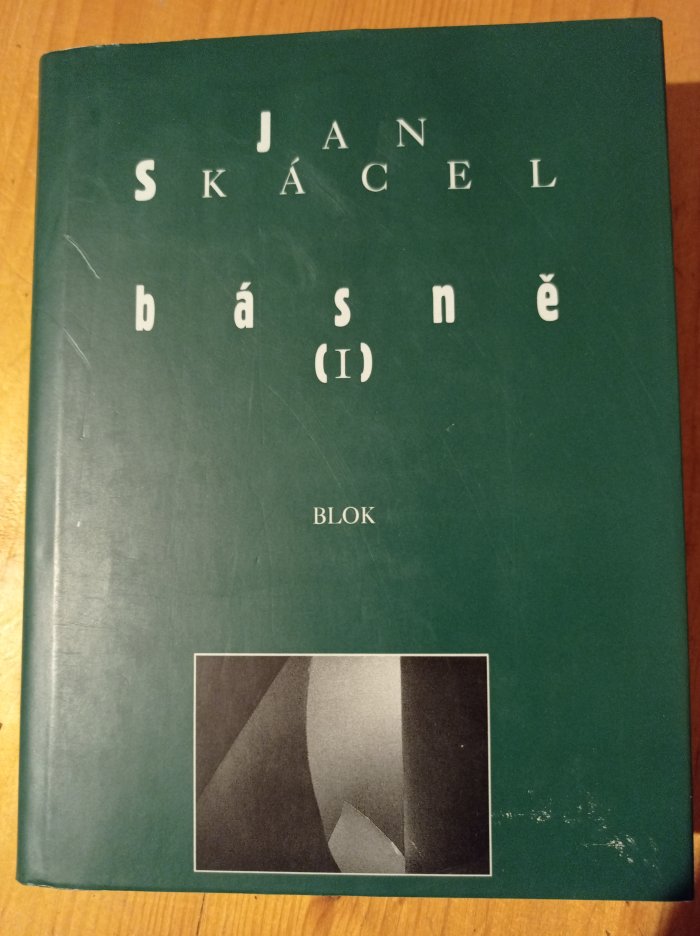 JAN
SKÁCEL
básně
(I)
BLOK